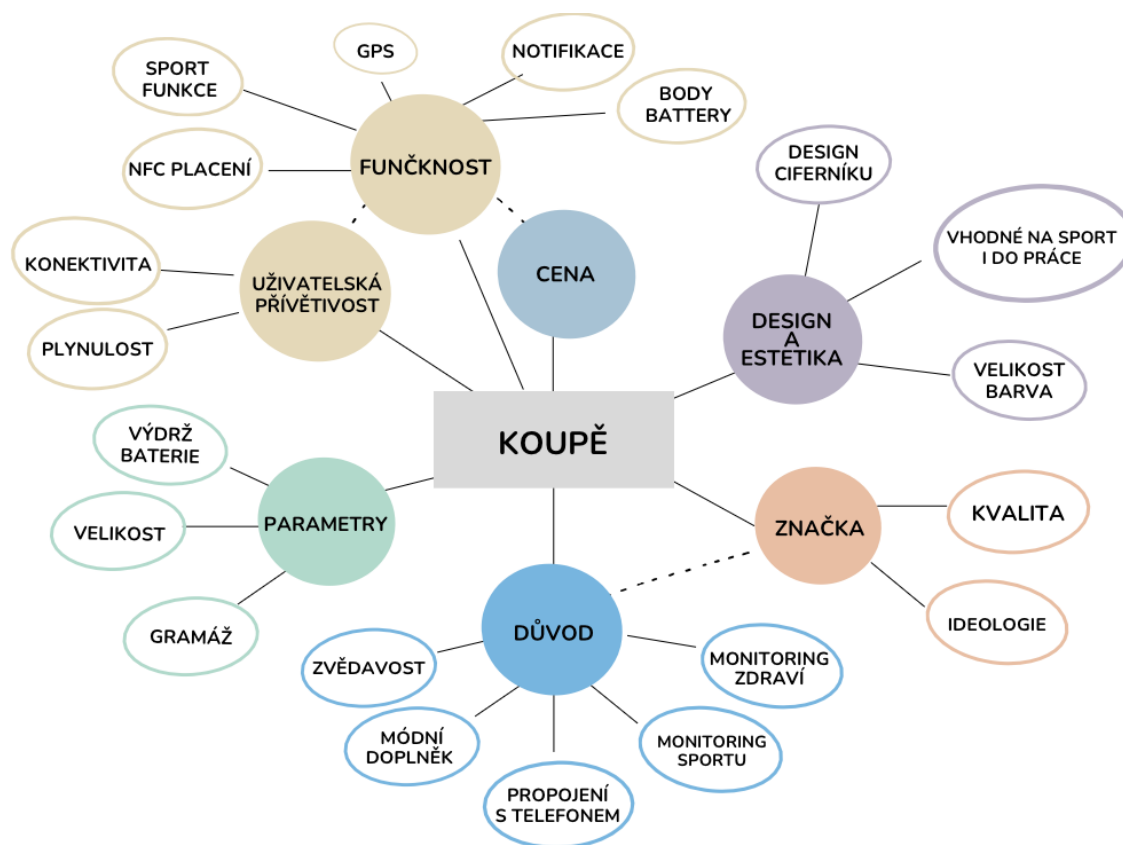 GPS
NOTIFIKACE
SPORT
FUNKCE
BODY
BATTERY
NFC PLACENÍ
FUNČKNOST
DESIGN
CIFERNÍKU
KONEKTIVITA
UŽIVATELSKÁ
PŘÍVĚTIVOST
CENA
VHODNÉ NA SPORT
I DO PRÁCE
PLYNULOST
DESIGN
A
ESTETIKA
VELIKOST
BARVA
KOUPĚ
VÝDRŽ
BATERIE
VELIKOST
PARAMETRY
ZNAČKA
KVALITA
GRAMÁŽ
DŮVOD
IDEOLOGIE
ZVĚDAVOST
MONITORING
ZDRAVÍ
MÓDNÍ
DOPLNĚK
MONITORING
SPORTU
PROPOJENÍ
S TELEFONEM